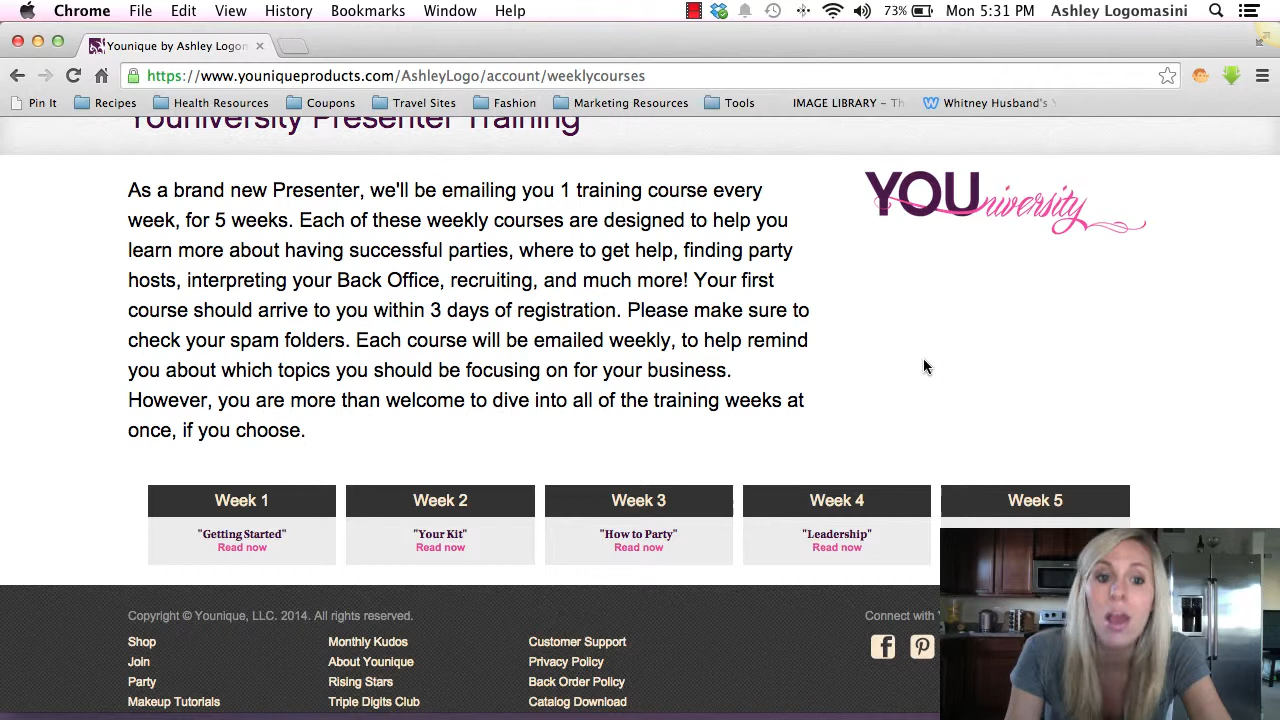 Chrome File Edit View History Bookmarks Window Help 73% Mon 5:31 PM Ashley Logomasini
Younique by Ashley Logon
https://www.youniqueproducts.com/AshleyLogo/account/weeklycourses
Pin It Recipes Health Resources Coupons Travel Sites Fashion Marketing Resources Tools IMAGE LIBRARY – Th Whitney Husband's
Youniversity Presenter Training
YOUniversity
As a brand new Presenter, we'll be emailing you 1 training course every
week, for 5 weeks. Each of these weekly courses are designed to help you
learn more about having successful parties, where to get help, finding party
hosts, interpreting your Back Office, recruiting, and much more! Your first
course should arrive to you within 3 days of registration. Please make sure to
check your spam folders. Each course will be emailed weekly, to help remind
you about which topics you should be focusing on for your business.
However, you are more than welcome to dive into all of the training weeks at
once, if you choose.
Week 1 Week 2 Week 3 Week 4 Week 5
"Getting Started" "Your Kit" "How to Party" "Leadership"
Read now Read now Read now Read now
Copyright © Younique, LLC. 2014. All rights reserved. Connect with
Shop Monthly Kudos Customer Support
Join About Younique Privacy Policy
Party Rising Stars Back Order Policy
Makeup Tutorials Triple Digits Club Catalog Download